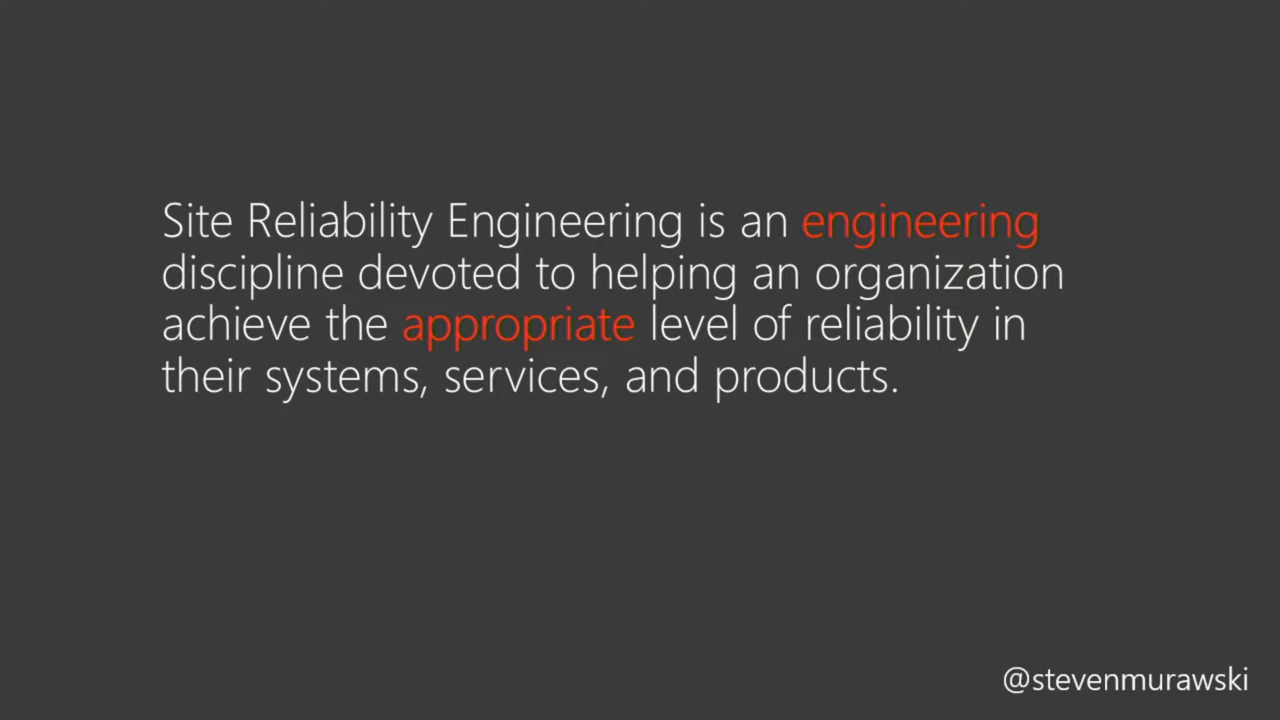 Site Reliability Engineering is an engineering
discipline devoted to helping an organization
achieve the appropriate level of reliability in
their systems, services, and products.
@stevenmurawski